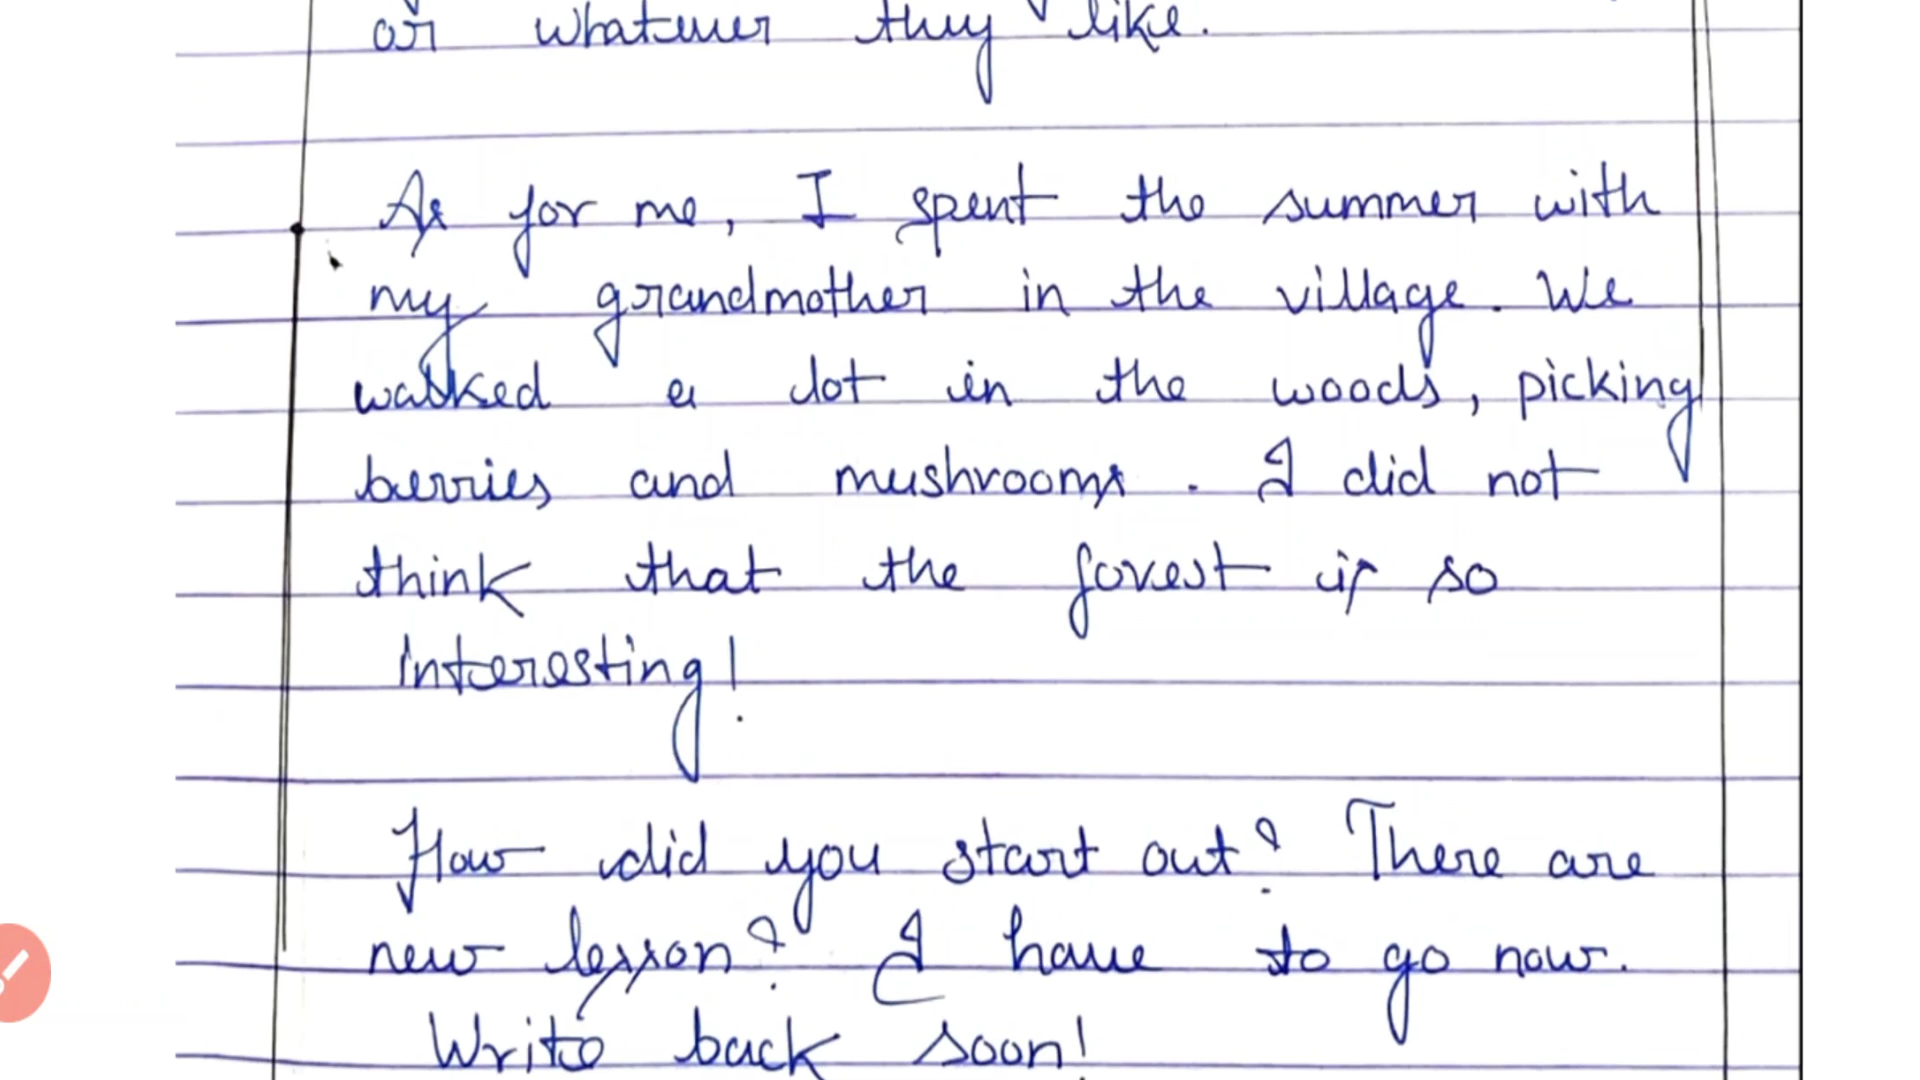 or whatever they like.
As for me, I spent the summer with
my grandmother in the village. We
walked a lot in the woods, picking
berries and mushrooms. I did not
think that the forest is so
interesting!
How did you start out? There are
new lesson? I have to go now.
Write back soon!